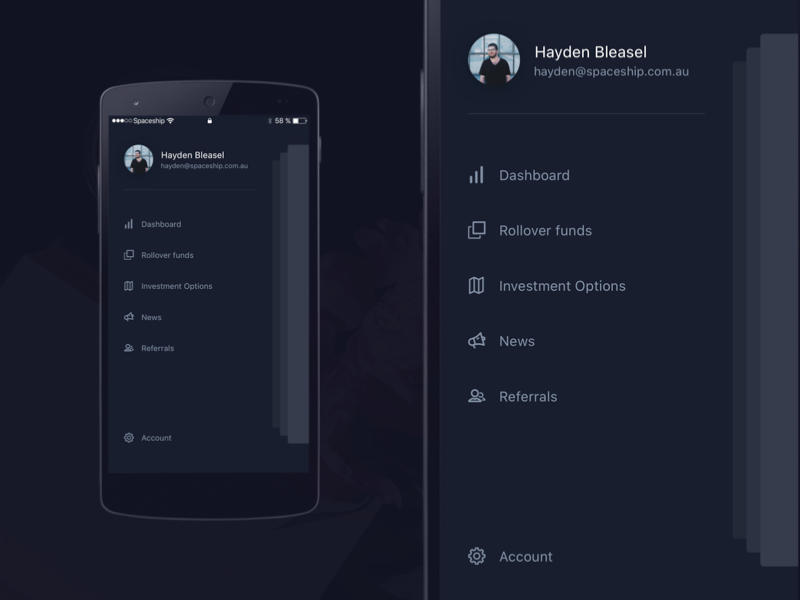 Spaceship
58 %
Hayden Bleasel
hayden@spaceship.com.au
Dashboard
Rollover funds
Investment Options
News
Referrals
Account
Hayden Bleasel
hayden@spaceship.com.au
Dashboard
Rollover funds
Investment Options
News
Referrals
Account